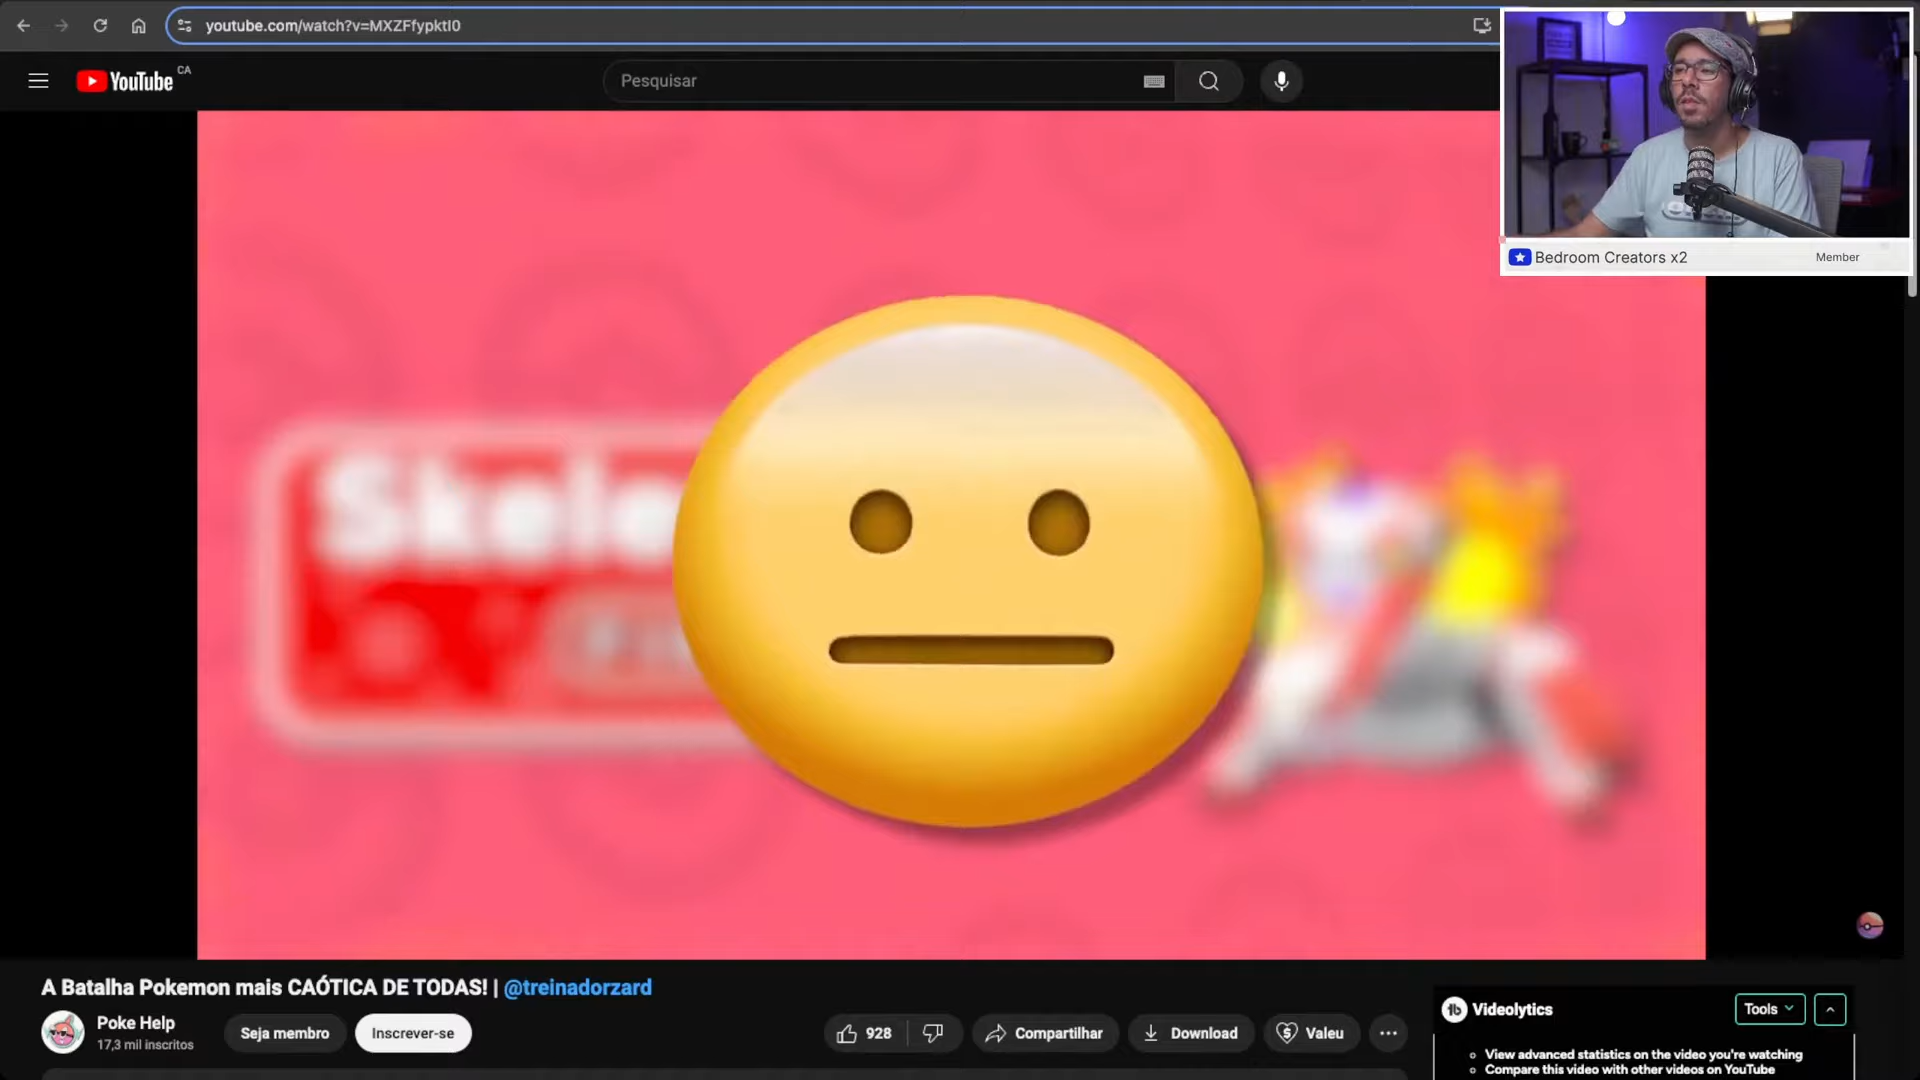 youtube.com/watch?v=MXZFfypktI0
YouTube CA
Pesquisar
Bedroom Creators x2
Member
Skele
A Batalha Pokemon mais CAÓTICA DE TODAS! | @treinadorzard
Poke Help
17,3 mil inscritos
Seja membro
Inscrever-se
928
Compartilhar
Download
Valeu
Videolytics
Tools
View advanced statistics on the video you're watching
Compare this video with other videos on YouTube